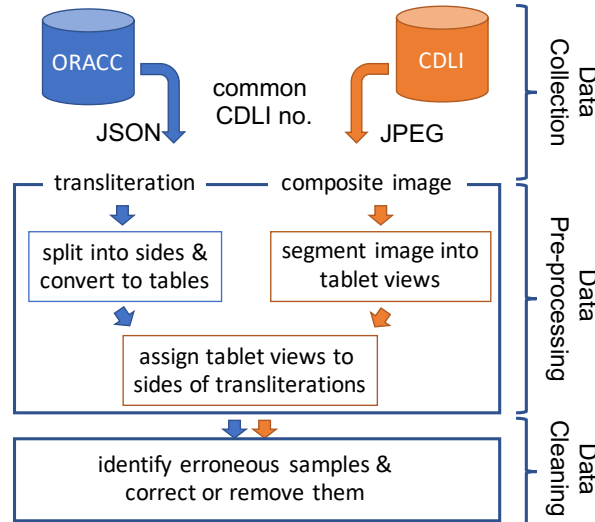 ORACC
CDLI
common
CDLI no.
JSON
JPEG
Data
Collection
transliteration
composite image
split into sides &
convert to tables
segment image into
tablet views
assign tablet views to
sides of transliterations
Data
Pre-processing
identify erroneous samples &
correct or remove them
Data
Cleaning